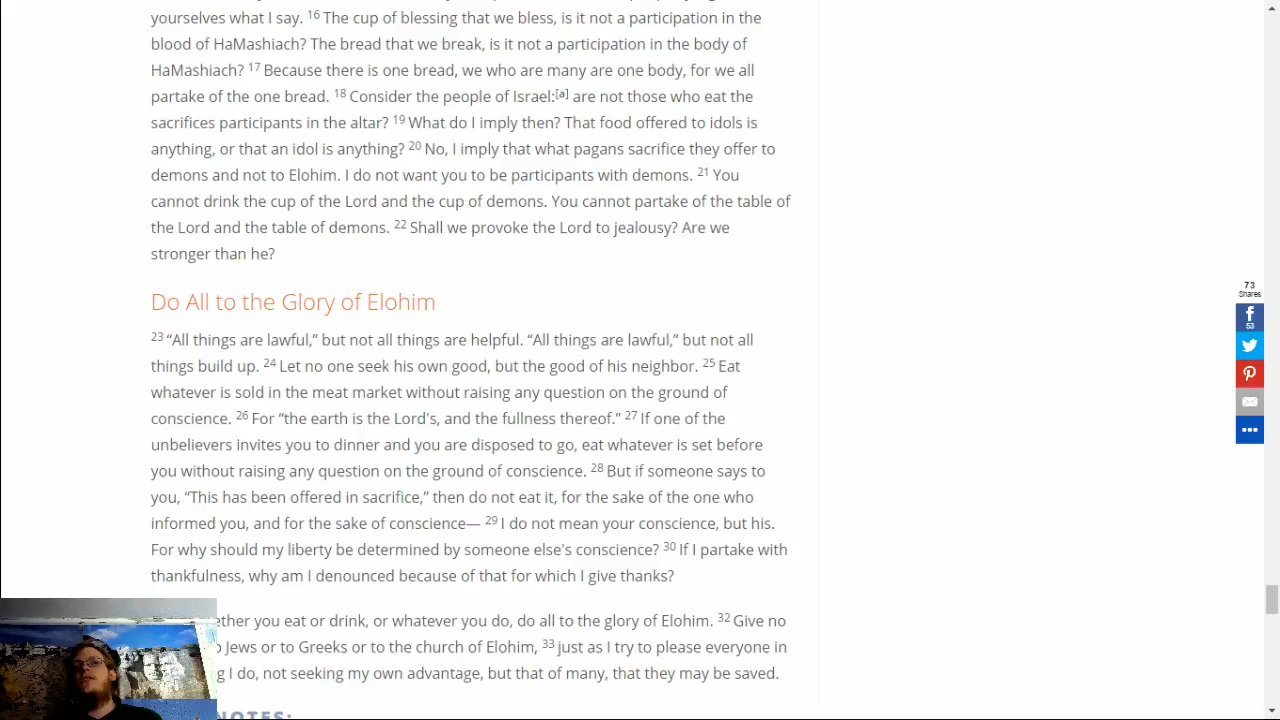 yourselves what I say. 16 The cup of blessing that we bless, is it not a participation in the
blood of HaMashiach? The bread that we break, is it not a participation in the body of
HaMashiach? 17 Because there is one bread, we who are many are one body, for we all
partake of the one bread. 18 Consider the people of Israel:[a] are not those who eat the
sacrifices participants in the altar? 19 What do I imply then? That food offered to idols is
anything, or that an idol is anything? 20 No, I imply that what pagans sacrifice they offer to
demons and not to Elohim. I do not want you to be participants with demons. 21 You
cannot drink the cup of the Lord and the cup of demons. You cannot partake of the table of
the Lord and the table of demons. 22 Shall we provoke the Lord to jealousy? Are we
stronger than he?
Do All to the Glory of Elohim
23 “All things are lawful,” but not all things are helpful. “All things are lawful,” but not all
things build up. 24 Let no one seek his own good, but the good of his neighbor. 25 Eat
whatever is sold in the meat market without raising any question on the ground of
conscience. 26 For “the earth is the Lord's, and the fullness thereof.” 27 If one of the
unbelievers invites you to dinner and you are disposed to go, eat whatever is set before
you without raising any question on the ground of conscience. 28 But if someone says to
you, “This has been offered in sacrifice,” then do not eat it, for the sake of the one who
informed you, and for the sake of conscience— 29 I do not mean your conscience, but his.
For why should my liberty be determined by someone else's conscience? 30 If I partake with
thankfulness, why am I denounced because of that for which I give thanks?
ether you eat or drink, or whatever you do, do all to the glory of Elohim. 32 Give no
Jews or to Greeks or to the church of Elohim, 33 just as I try to please everyone in
I do, not seeking my own advantage, but that of many, that they may be saved.
NOTES:
73
Shares
53